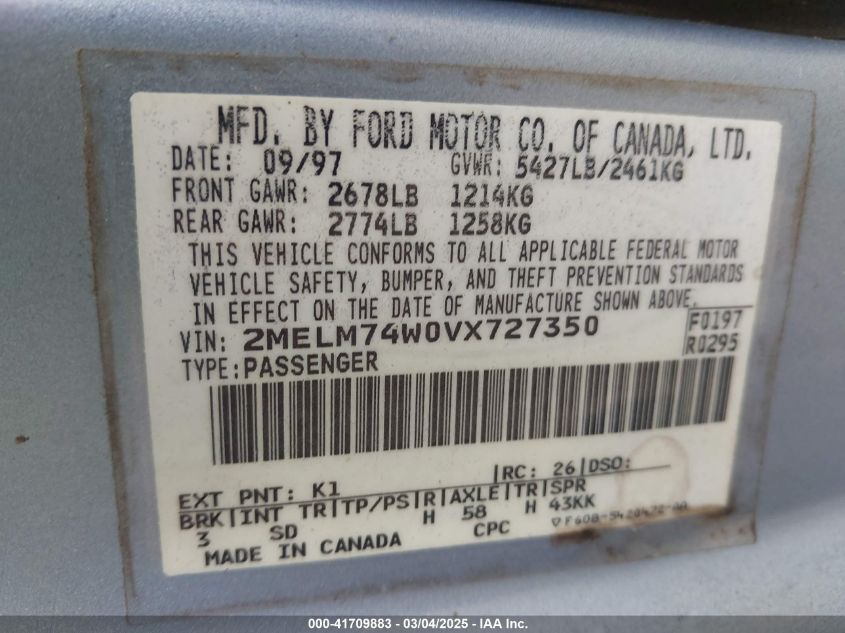 MFD. BY FORD MOTOR CO. OF CANADA, LTD.
DATE: 09/97 GVWR: 5427LB/2461KG
FRONT GAWR: 2678LB 1214KG
REAR GAWR: 2774LB 1258KG
THIS VEHICLE CONFORMS TO ALL APPLICABLE FEDERAL MOTOR
VEHICLE SAFETY, BUMPER, AND THEFT PREVENTION STANDARDS
IN EFFECT ON THE DATE OF MANUFACTURE SHOWN ABOVE.
VIN: 2MELM74W0VX727350 F0197
TYPE: PASSENGER R0295
EXT PNT: K1 |RC: 26|DSO:
BRK|INT TR|TP/PS|R|AXLE|TR|SPR
3 SD H 58 H 43KK
MADE IN CANADA CPC
000-41709883 - 03/04/2025 - IAA Inc.